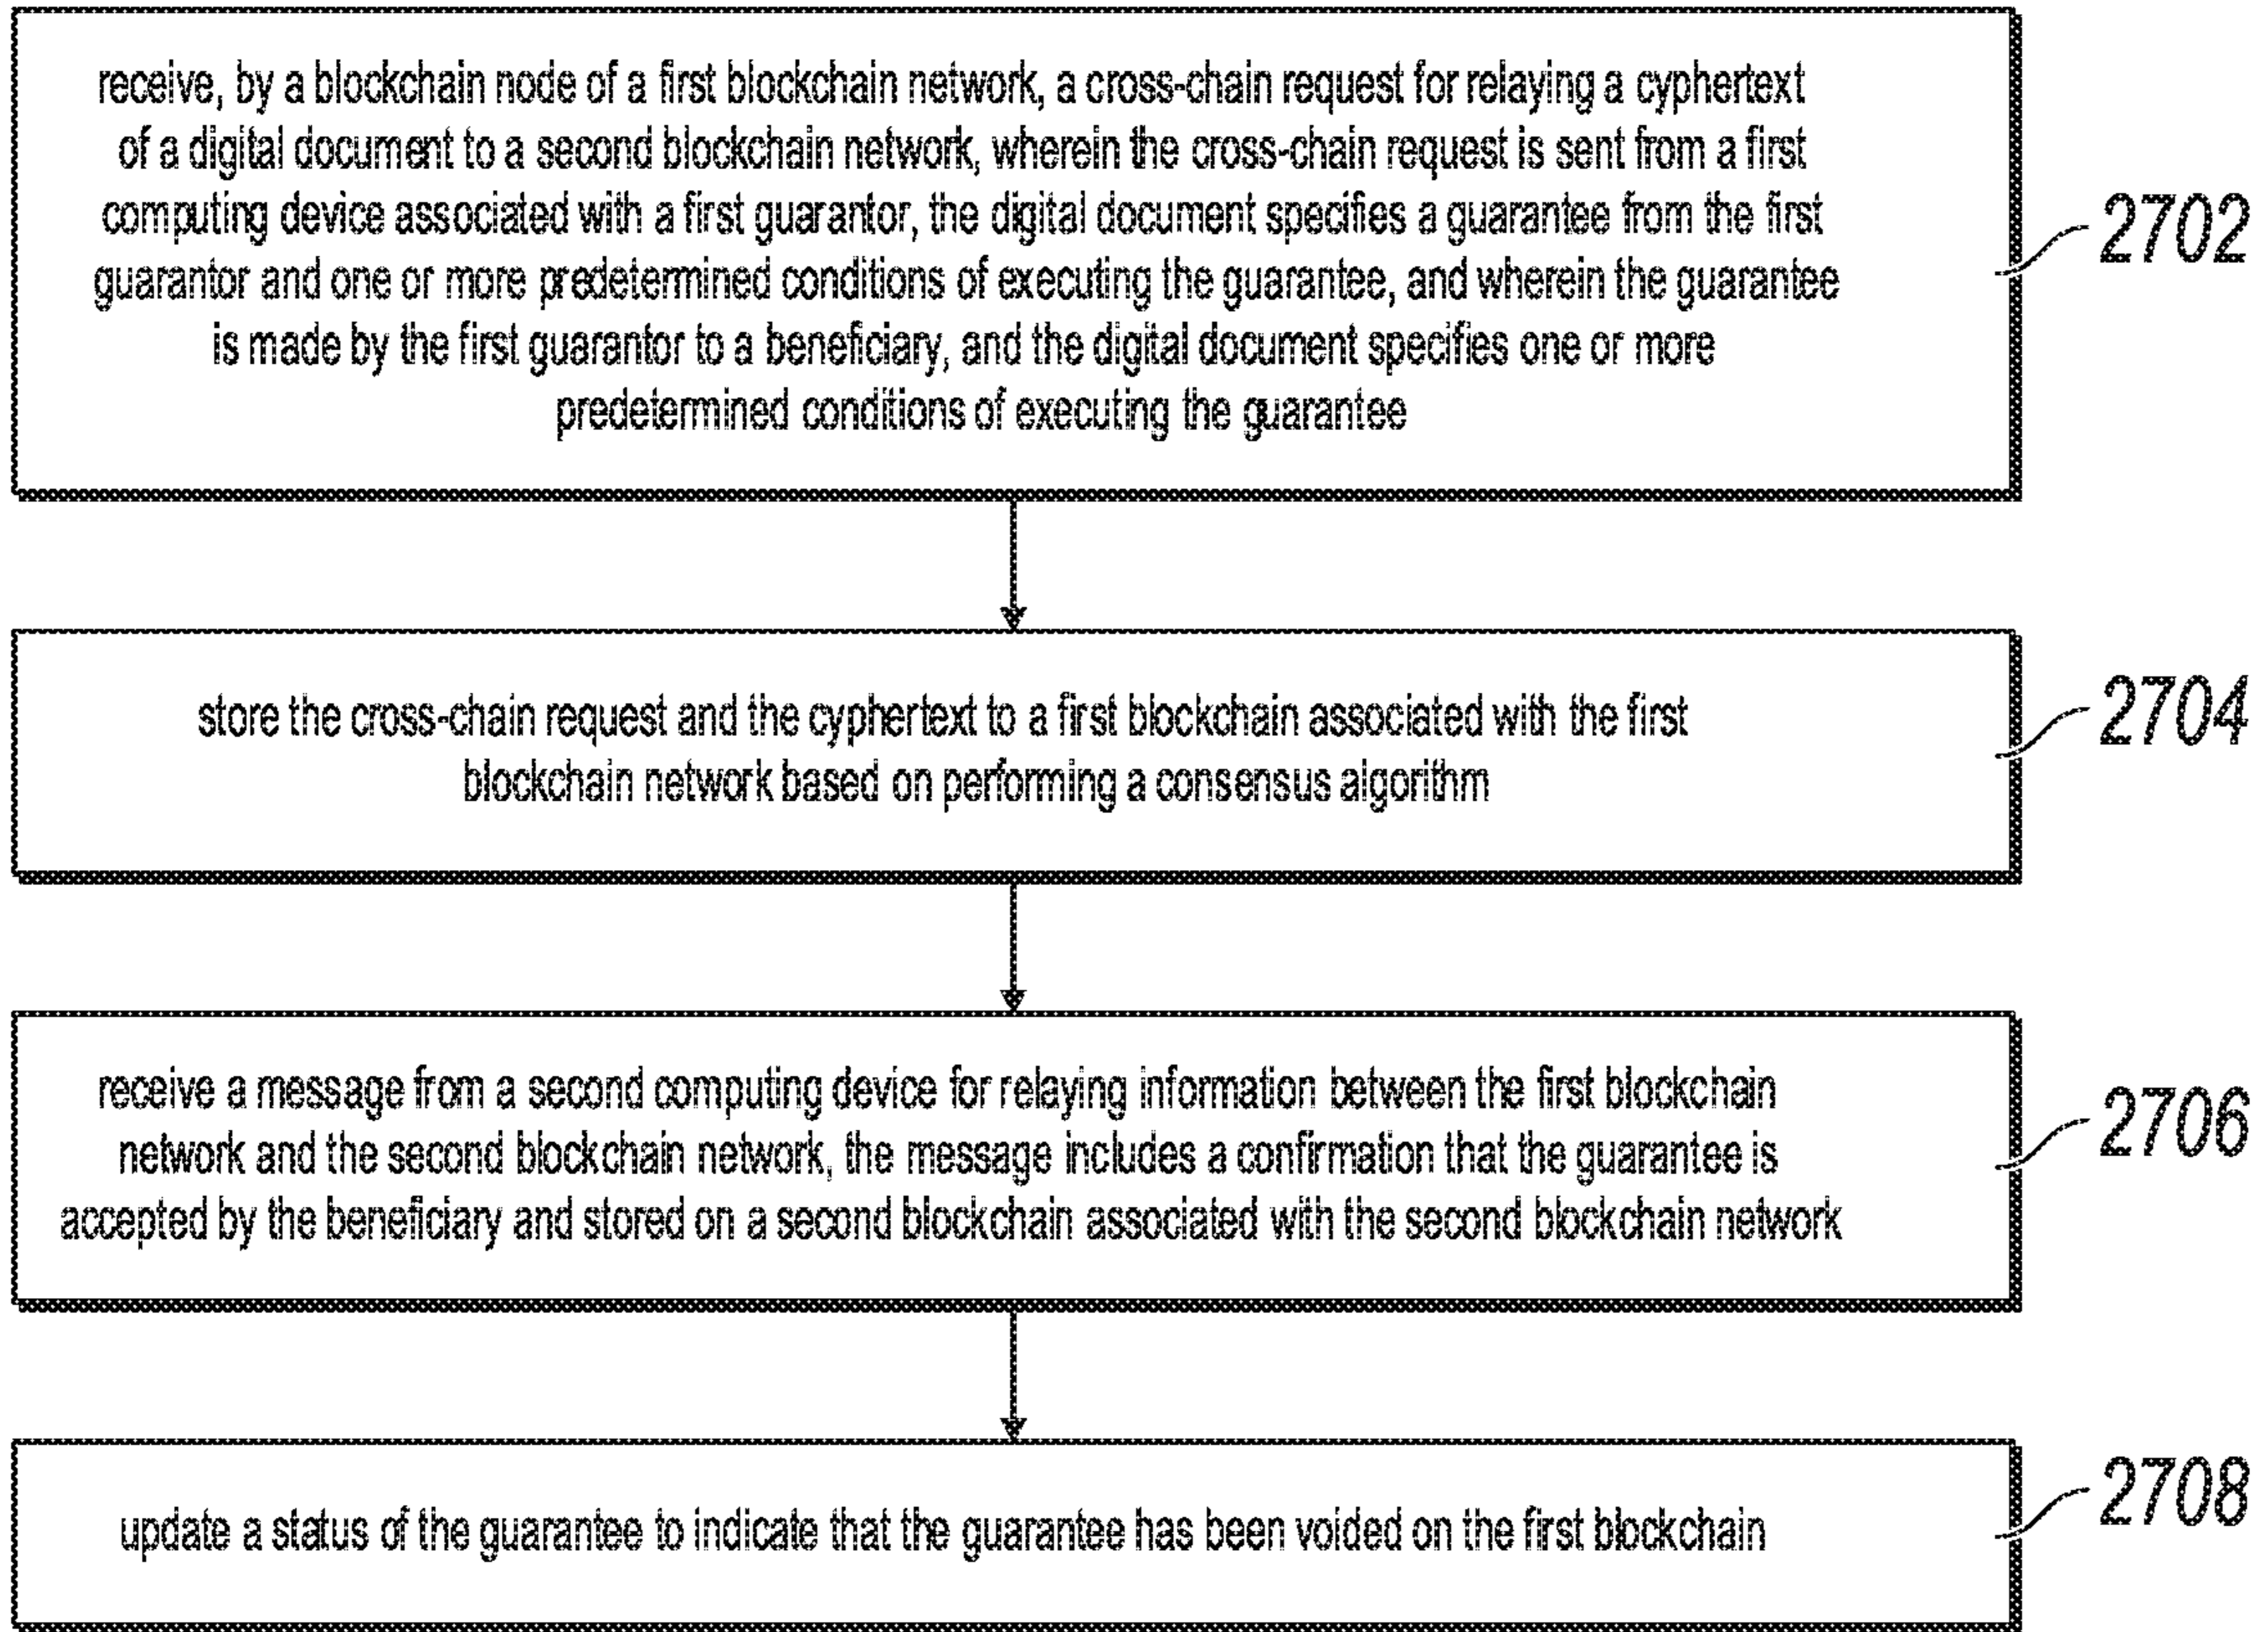 receive, by a blockchain node of a first blockchain network, a cross-chain request for relaying a cyphertext
of a digital document to a second blockchain network, wherein the cross-chain request is sent from a first
computing device associated with a first guarantor, the digital document specifies a guarantee from the first
guarantor and one or more predetermined conditions of executing the guarantee, and wherein the guarantee
is made by the first guarantor to a beneficiary, and the digital document specifies one or more
predetermined conditions of executing the guarantee
2702
store the cross-chain request and the cyphertext to a first blockchain associated with the first
blockchain network based on performing a consensus algorithm
2704
receive a message from a second computing device for relaying information between the first blockchain
network and the second blockchain network, the message includes a confirmation that the guarantee is
accepted by the beneficiary and stored on a second blockchain associated with the second blockchain network
2706
update a status of the guarantee to indicate that the guarantee has been voided on the first blockchain
2708